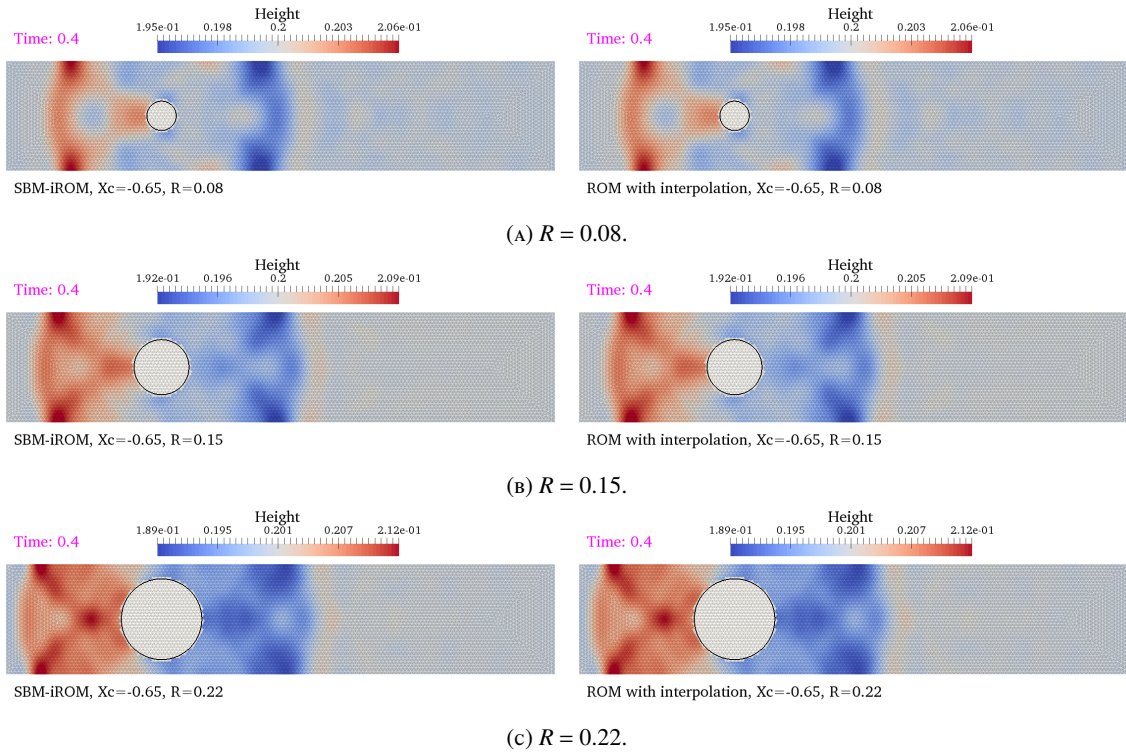 Height
Time: 0.4
1.95e-01 0.198 0.2 0.203 2.06e-01
SBM-iROM, Xc=-0.65, R=0.08
Height
Time: 0.4
1.95e-01 0.198 0.2 0.203 2.06e-01
ROM with interpolation, Xc=-0.65, R=0.08
(A) R = 0.08.
Height
Time: 0.4
1.92e-01 0.196 0.2 0.205 2.09e-01
SBM-iROM, Xc=-0.65, R=0.15
Height
Time: 0.4
1.92e-01 0.196 0.2 0.205 2.09e-01
ROM with interpolation, Xc=-0.65, R=0.15
(B) R = 0.15.
Height
Time: 0.4
1.89e-01 0.195 0.201 0.207 2.12e-01
SBM-iROM, Xc=-0.65, R=0.22
Height
Time: 0.4
1.89e-01 0.195 0.201 0.207 2.12e-01
ROM with interpolation, Xc=-0.65, R=0.22
(C) R = 0.22.